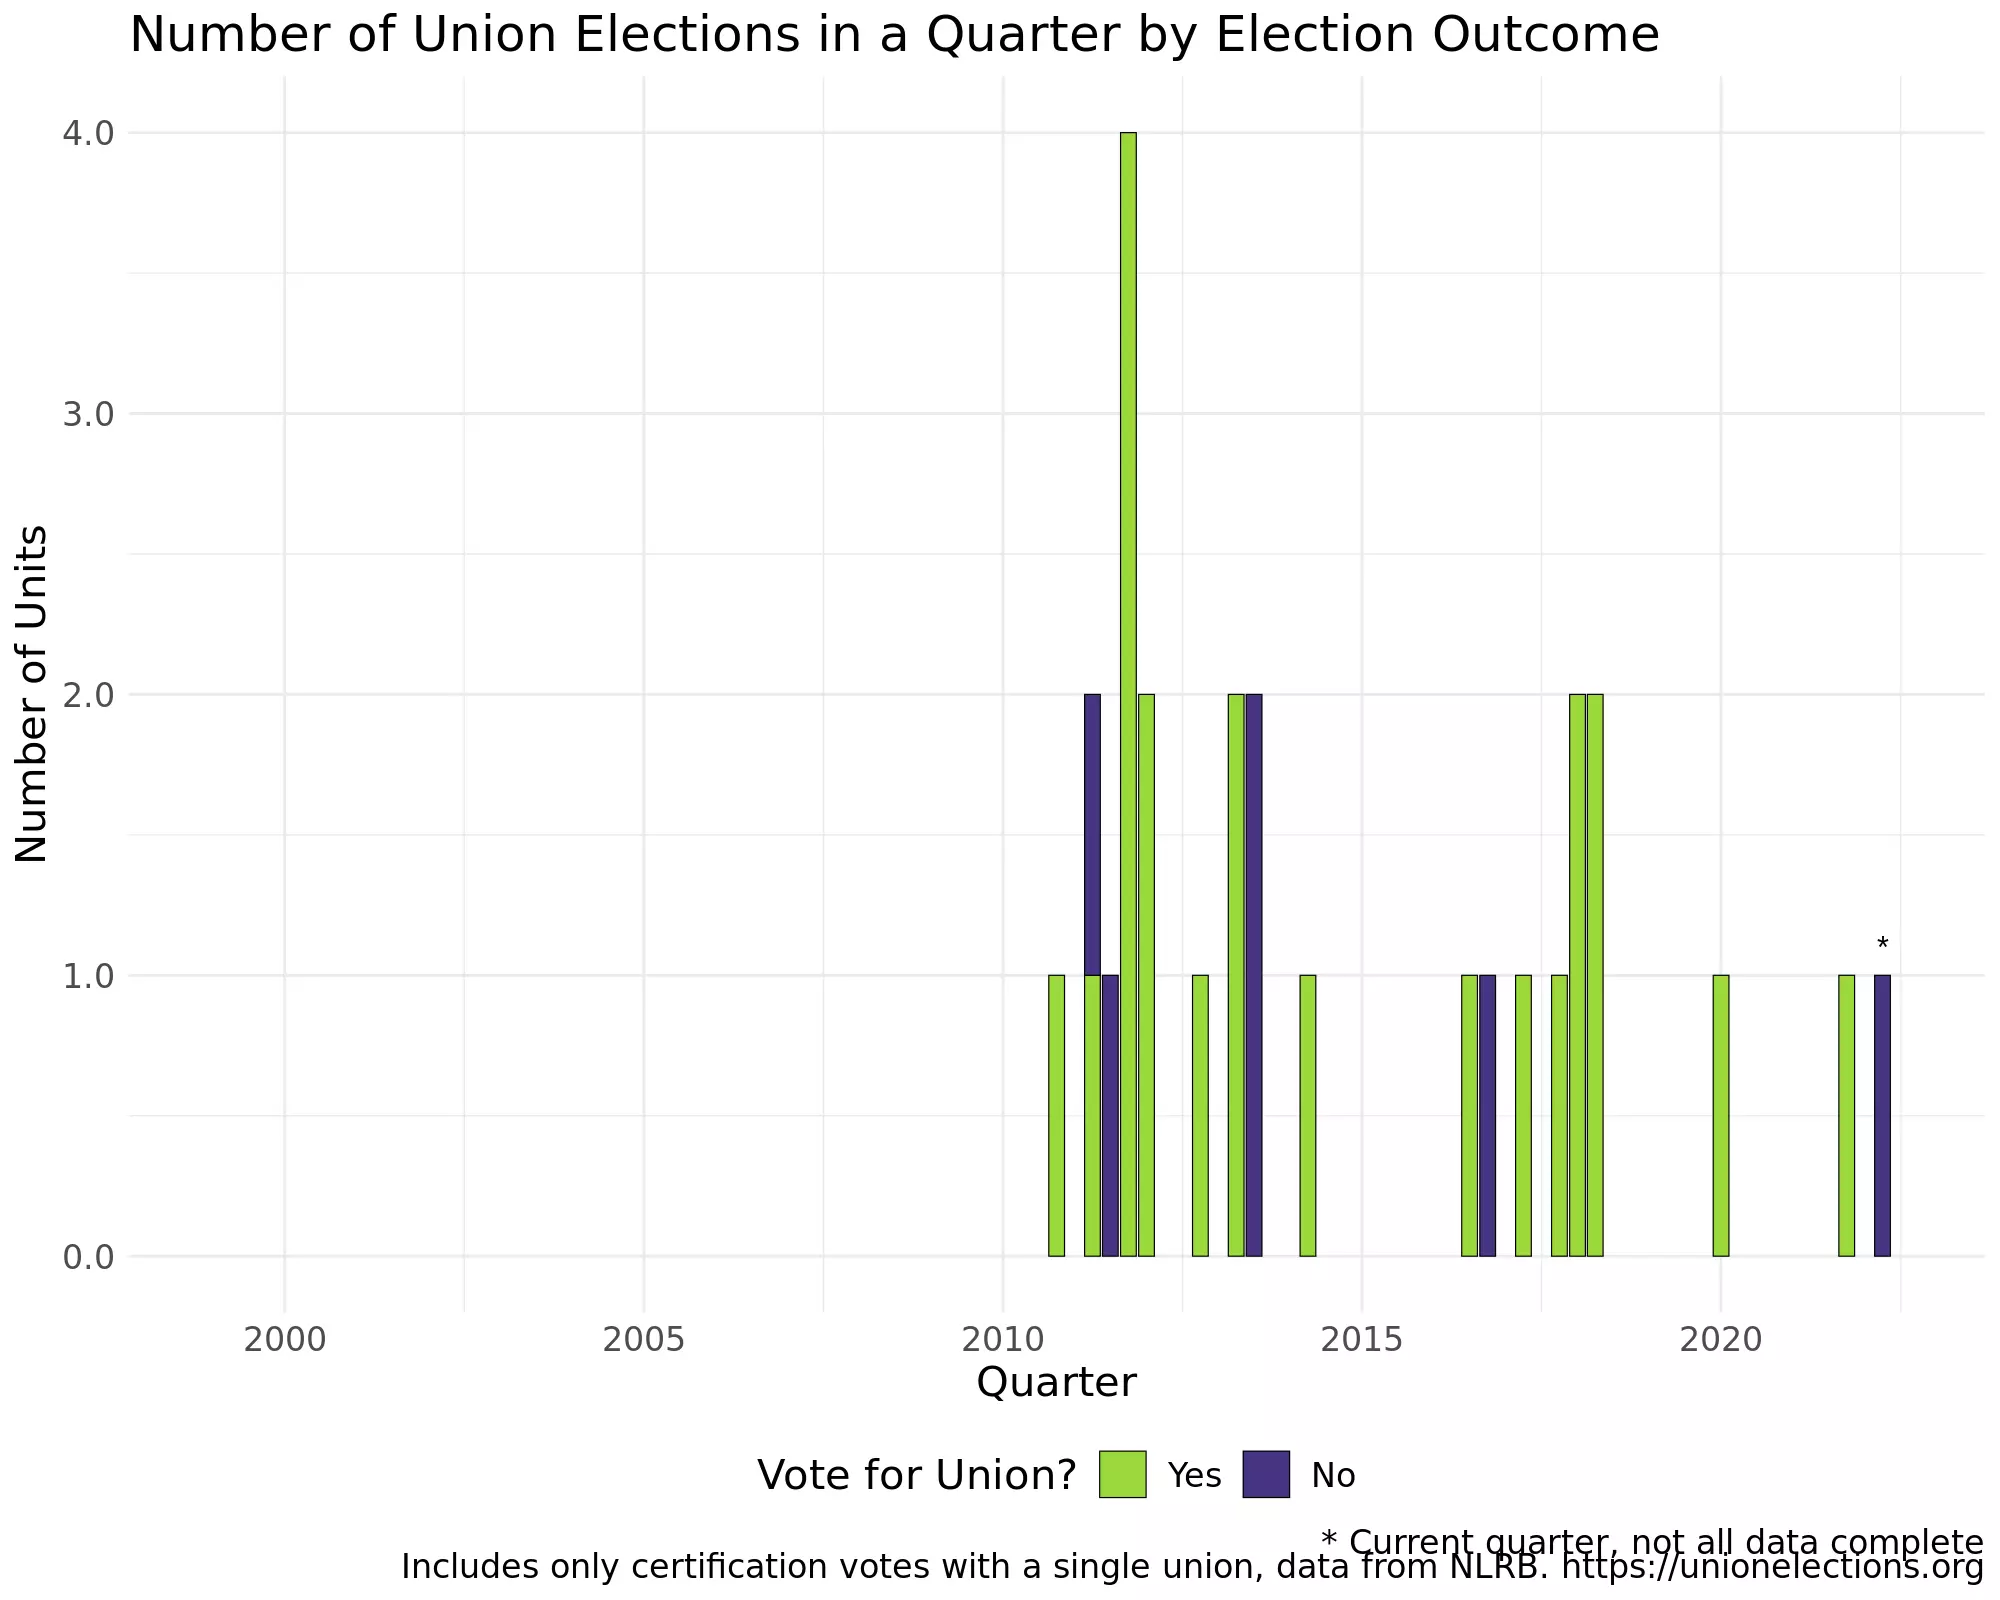 Number of Union Elections in a Quarter by Election Outcome
4.0
3.0
2.0
1.0
0.0
Number of Units
*
2000 2005 2010 2015 2020
Quarter
Vote for Union? Yes No
* Current quarter, not all data complete
Includes only certification votes with a single union, data from NLRB. https://unionelections.org